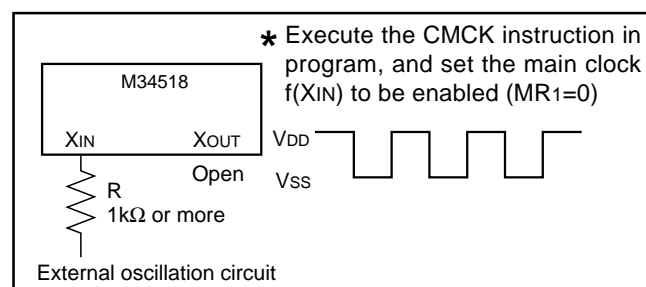 * Execute the CMCK instruction in
program, and set the main clock
f(XIN) to be enabled (MR1=0)
M34518
XIN XOUT
VDD
Open
VSS
R
1kΩ or more
External oscillation circuit